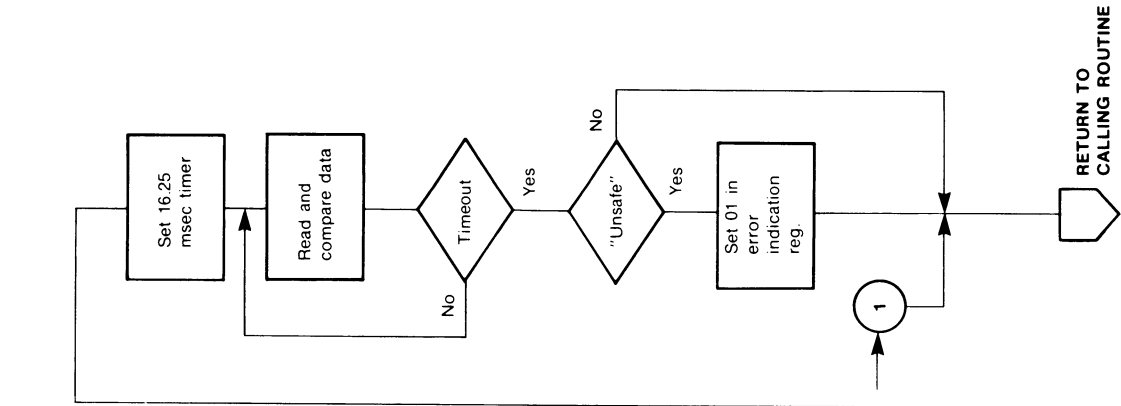 Set 16.25
msec timer
Read and
compare data
Timeout
No
Yes
"Unsafe"
No
Yes
Set 01 in
error
indication
reg.
1
RETURN TO
CALLING ROUTINE